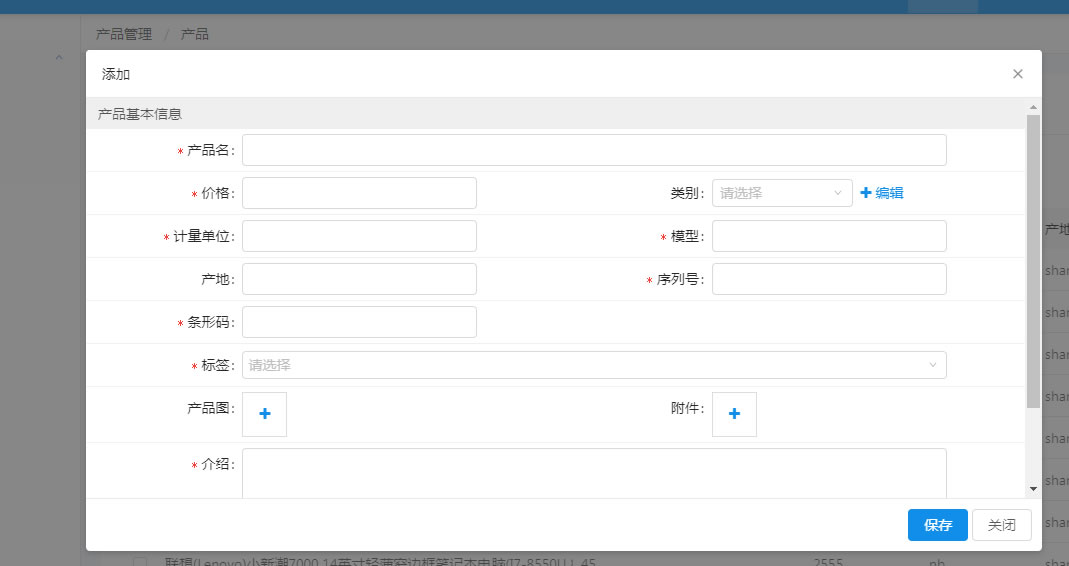 产品管理 / 产品
添加
产品基本信息
* 产品名:
* 价格: 类别: 请选择 编辑
* 计量单位: * 模型:
产地: * 序列号:
* 条形码:
* 标签: 请选择
产品图: 附件:
* 介绍:
保存 关闭
产地
shar
shar
shar
shar
shar
shar
shar
联想(Lenovo)小新潮7000 14英寸轻薄窄边框笔记本电脑(I7-8550U 2555 nb shar